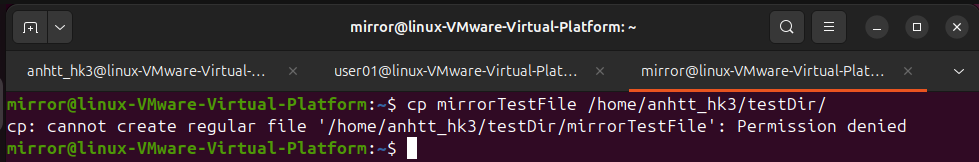 mirror@linux-VMware-Virtual-Platform: ~
anhtt_hk3@linux-VMware-Virtual-...
user01@linux-VMware-Virtual-Plat...
mirror@linux-VMware-Virtual-Plat...
mirror@linux-VMware-Virtual-Platform:~$ cp mirrorTestFile /home/anhtt_hk3/testDir/
cp: cannot create regular file '/home/anhtt_hk3/testDir/mirrorTestFile': Permission denied
mirror@linux-VMware-Virtual-Platform:~$